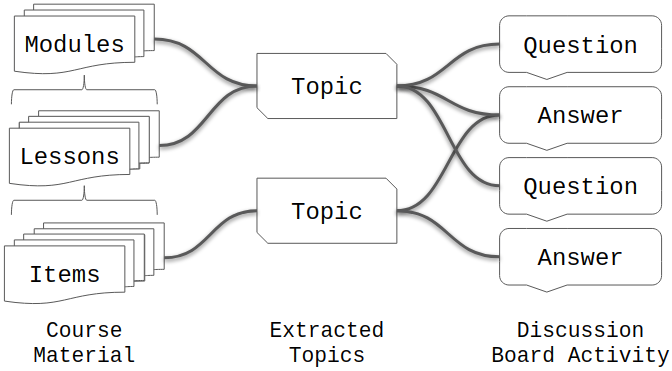 Modules
Lessons
Items
Course
Material
Topic
Topic
Extracted
Topics
Question
Answer
Question
Answer
Discussion
Board Activity